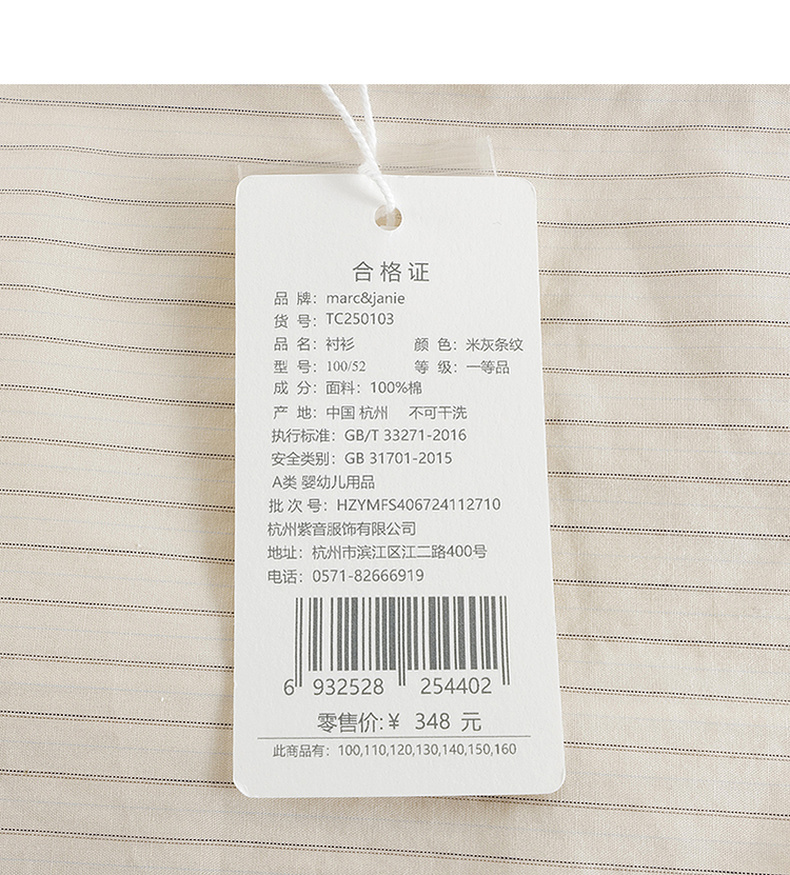 合格证
品 牌：marc&janie
货 号：TC250103
品 名：衬衫 颜 色：米灰条纹
型 号：100/52 等 级：一等品
成 分：面料：100%棉
产 地：中国 杭州 不可干洗
执行标准：GB/T 33271-2016
安全类别：GB 31701-2015
A类 婴幼儿用品
批 次 号：HZYMFS406724112710
杭州紫音服饰有限公司
地址：杭州市滨江区江二路400号
电话：0571-82666919
6 932528 254402
零售价:¥ 348 元
此商品有：100,110,120,130,140,150,160